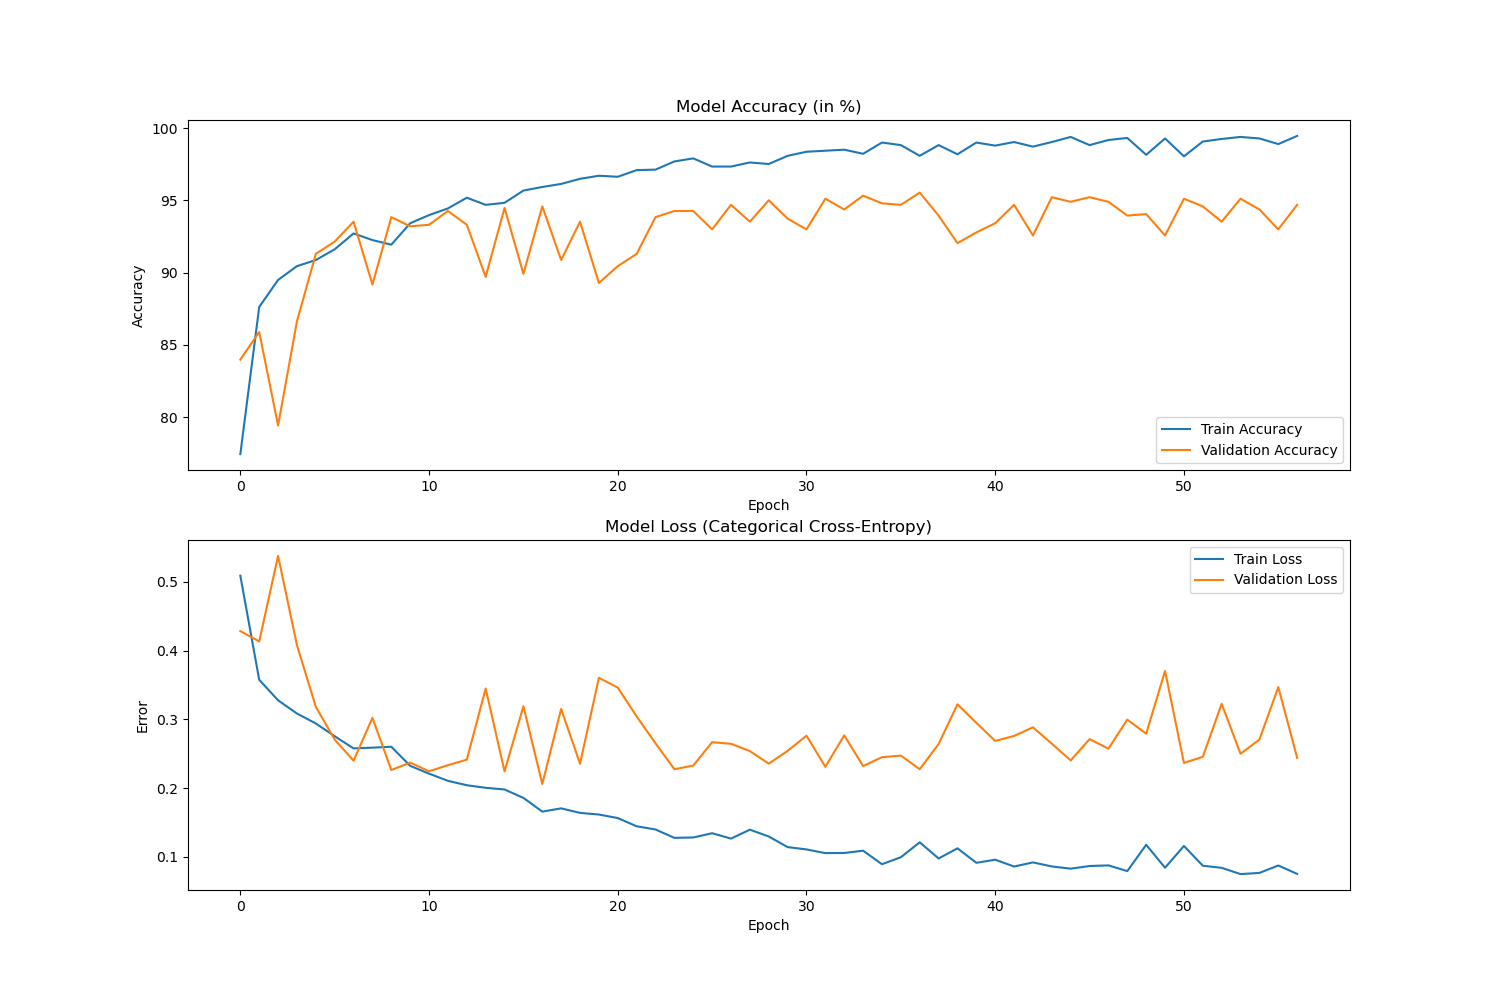 Model Accuracy (in %)
100
95
90
85
80
Accuracy
Train Accuracy
Validation Accuracy
0 10 20 30 40 50
Epoch
Model Loss (Categorical Cross-Entropy)
0.5
0.4
0.3
0.2
0.1
Error
Train Loss
Validation Loss
0 10 20 30 40 50
Epoch